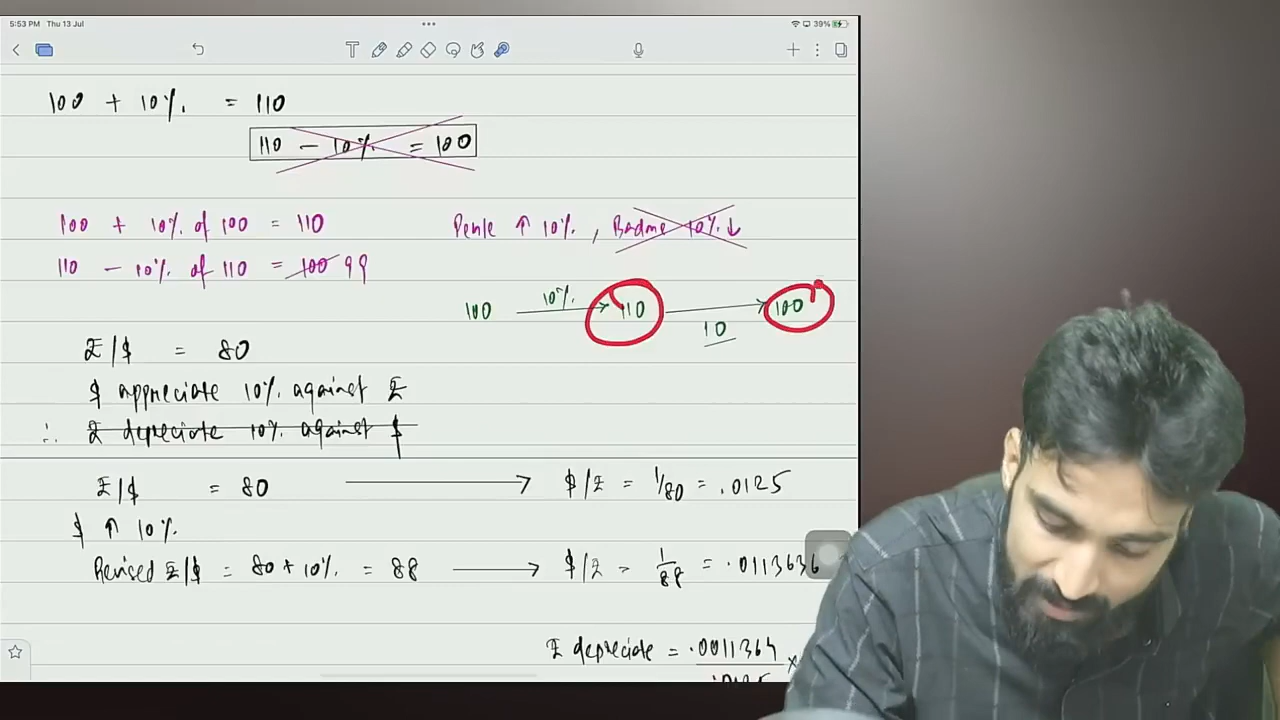 5:53 PM Thu 13 Jul
39%
100 + 10% = 110
110 - 10% = 100
100 + 10% of 100 = 110
110 - 10% of 110 = 100 99
Pehle ↑ 10%, Badme 10% ↓
100 10% 110 10 100
₹/$ = 80
$ appreciate 10% against ₹
∴ ₹ depreciate 10% against $
₹/$ = 80 → $/₹ = 1/80 = .0125
$ ↑ 10%
Revised ₹/$ = 80 + 10% = 88 → $/₹ = 1/88 = .0113636
₹ depreciate = .0011364 ×
.0125